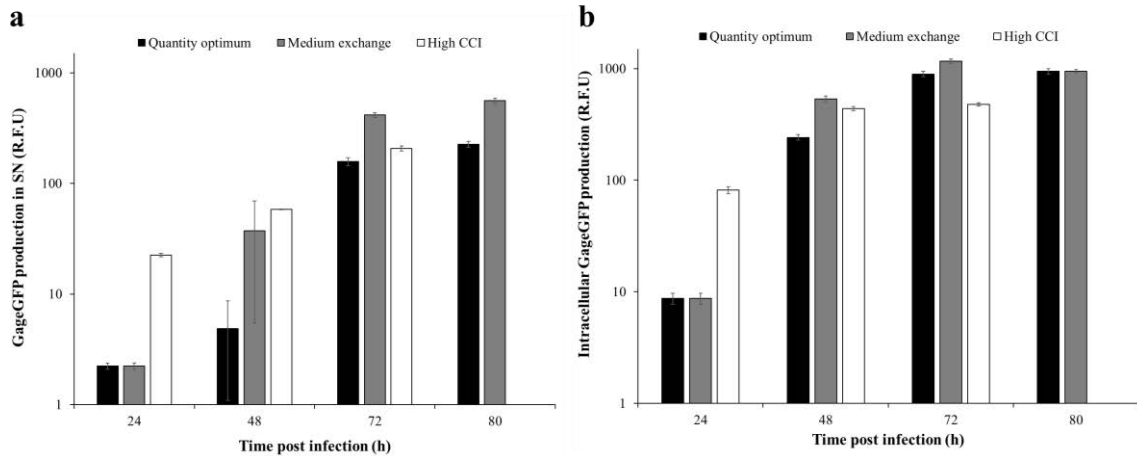 a
Quantity optimum Medium exchange High CCI
GageGFP production in SN (R.F.U)
1000
100
10
1
24 48 72 80
Time post infection (h)
b
Quantity optimum Medium exchange High CCI
Intracellular GageGFP production (R.F.U)
1000
100
10
1
24 48 72 80
Time post infection (h)